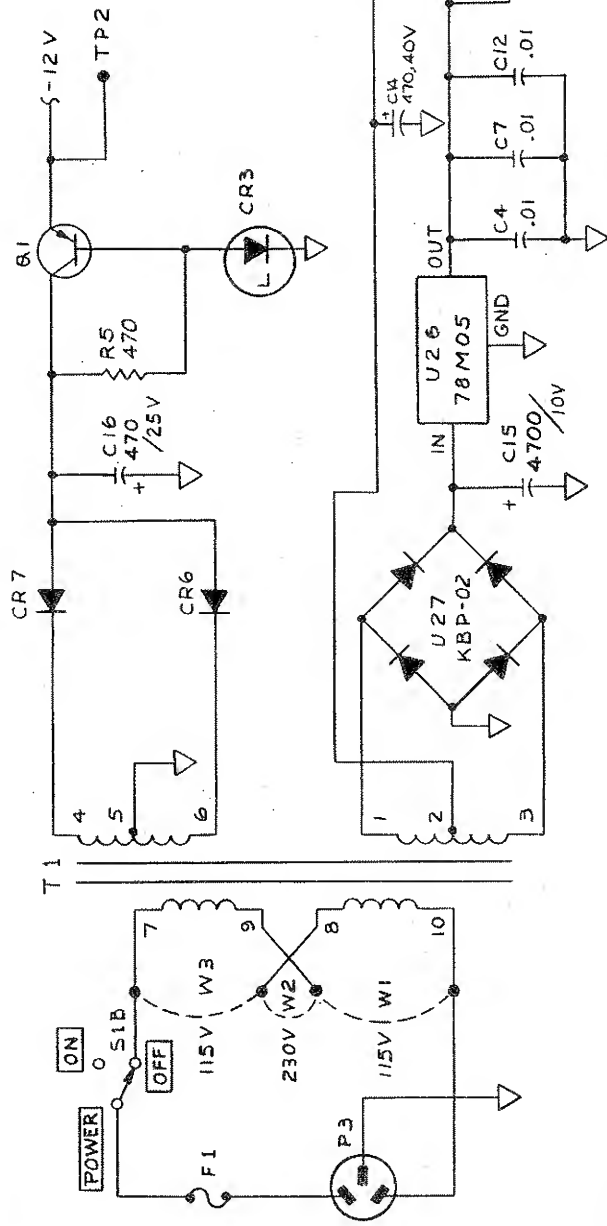 POWER
ON
S1B
OFF
F1
P3
115V
W3
230V
W2
115V
W1
7
9
8
10
T1
4
5
6
1
2
3
CR7
CR6
C16
470
/25V
+
R5
470
Q1
-12V
TP2
CR3
L
U27
KBP-02
+
C15
4700/10V
IN
U26
78M05
OUT
GND
+
C14
470,40V
C4
.01
C7
.01
C12
.01